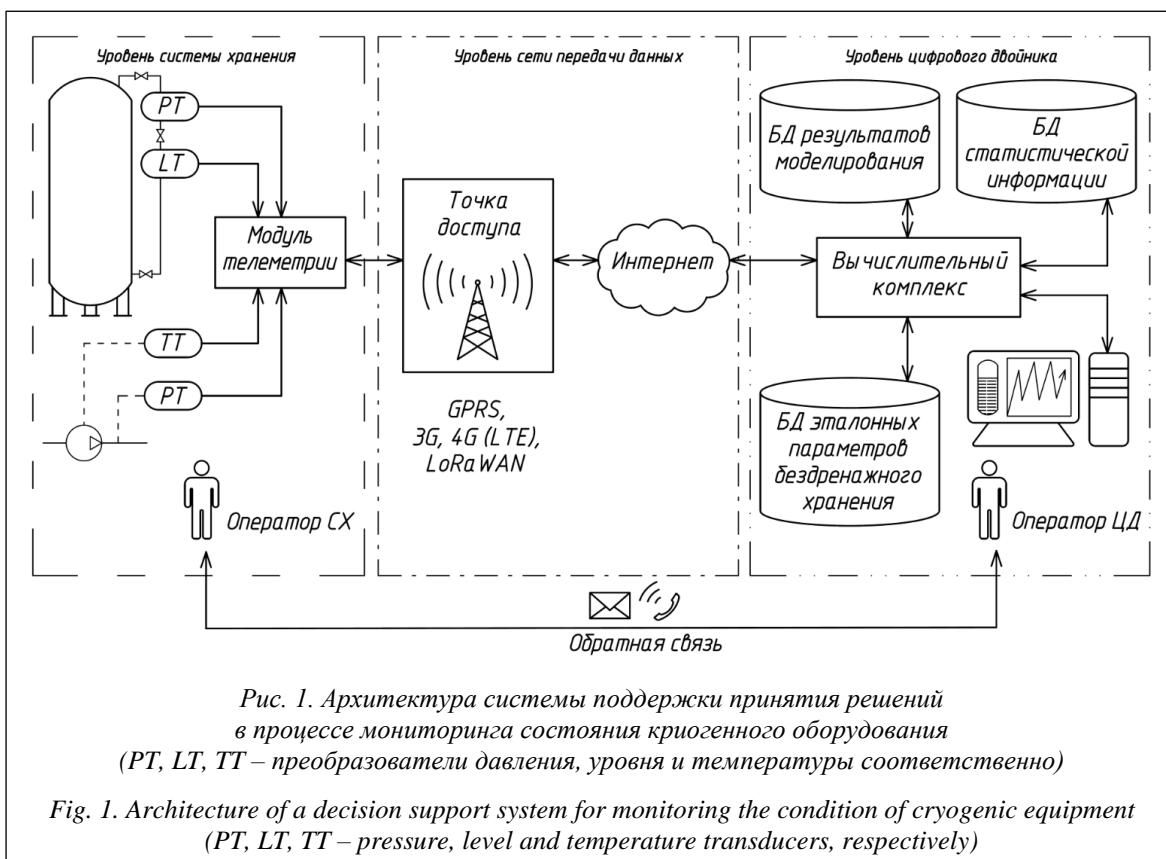 Уровень системы хранения
PT
LT
Модуль
телеметрии
TT
PT
Оператор СХ
Уровень сети передачи данных
Точка
доступа
GPRS,
3G, 4G (LTE),
LoRaWAN
Интернет
Уровень цифрового двойника
БД результатов
моделирования
БД
статистической
информации
Вычислительный
комплекс
БД эталонных
параметров
бездренажного
хранения
Оператор ЦД
Обратная связь
Рис. 1. Архитектура системы поддержки принятия решений
в процессе мониторинга состояния криогенного оборудования
(PT, LT, TT – преобразователи давления, уровня и температуры соответственно)
Fig. 1. Architecture of a decision support system for monitoring the condition of cryogenic equipment
(PT, LT, TT – pressure, level and temperature transducers, respectively)